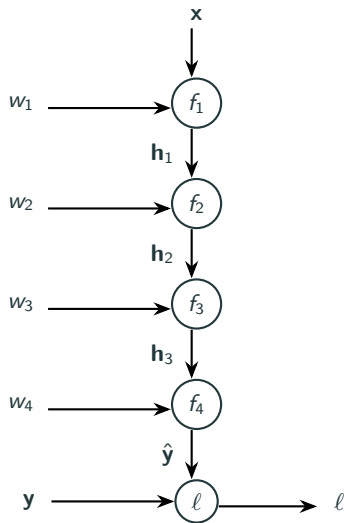 x
w₁ f₁
h₁
w₂ f₂
h₂
w₃ f₃
h₃
w₄ f₄
ŷ
y ℓ ℓ